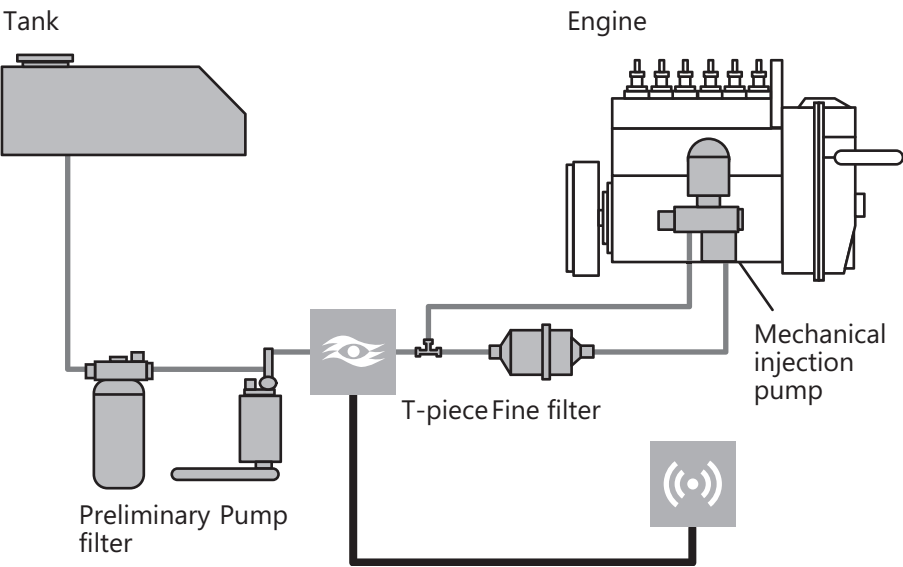 Tank
Engine
Mechanical
injection
pump
T-piece Fine filter
Preliminary Pump
filter